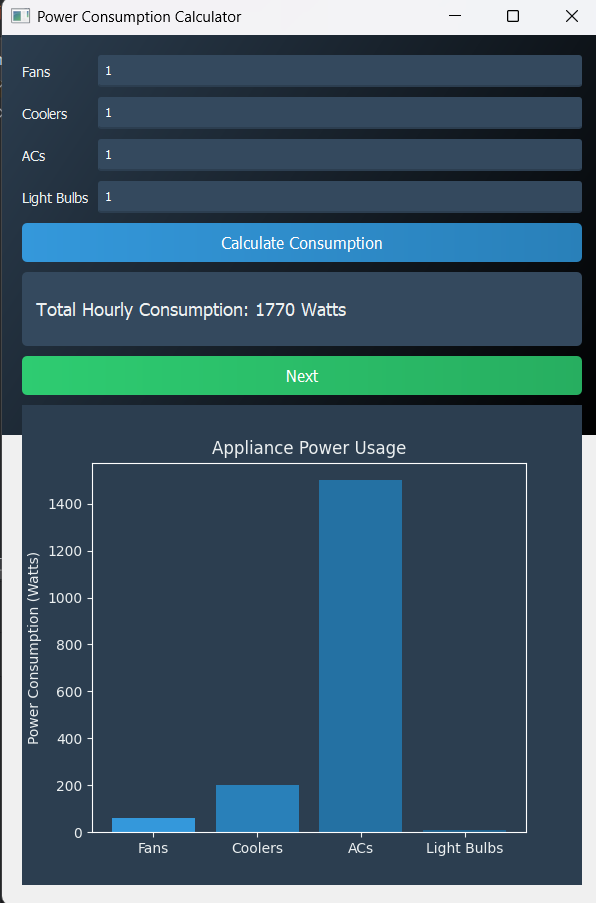 Power Consumption Calculator
Fans 1
Coolers 1
ACs 1
Light Bulbs 1
Calculate Consumption
Total Hourly Consumption: 1770 Watts
Next
Appliance Power Usage
Power Consumption (Watts)
1400
1200
1000
800
600
400
200
0
Fans Coolers ACs Light Bulbs